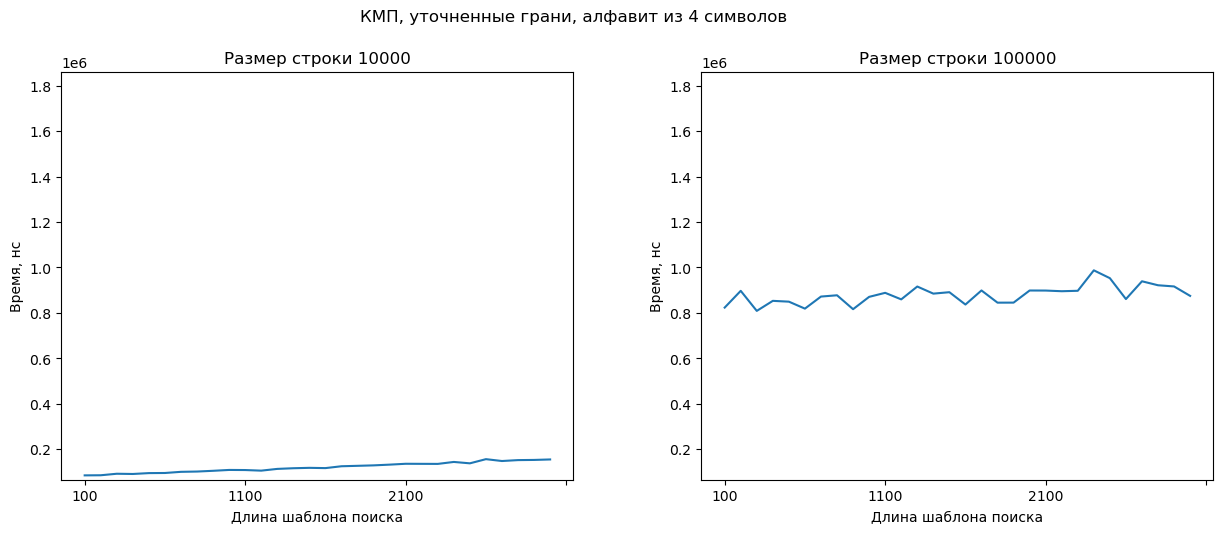 КМП, уточненные грани, алфавит из 4 символов
Размер строки 10000
1e6
1.8
1.6
1.4
1.2
1.0
0.8
0.6
0.4
0.2
Время, нс
100 1100 2100
Длина шаблона поиска
Размер строки 100000
1e6
1.8
1.6
1.4
1.2
1.0
0.8
0.6
0.4
0.2
Время, нс
100 1100 2100
Длина шаблона поиска